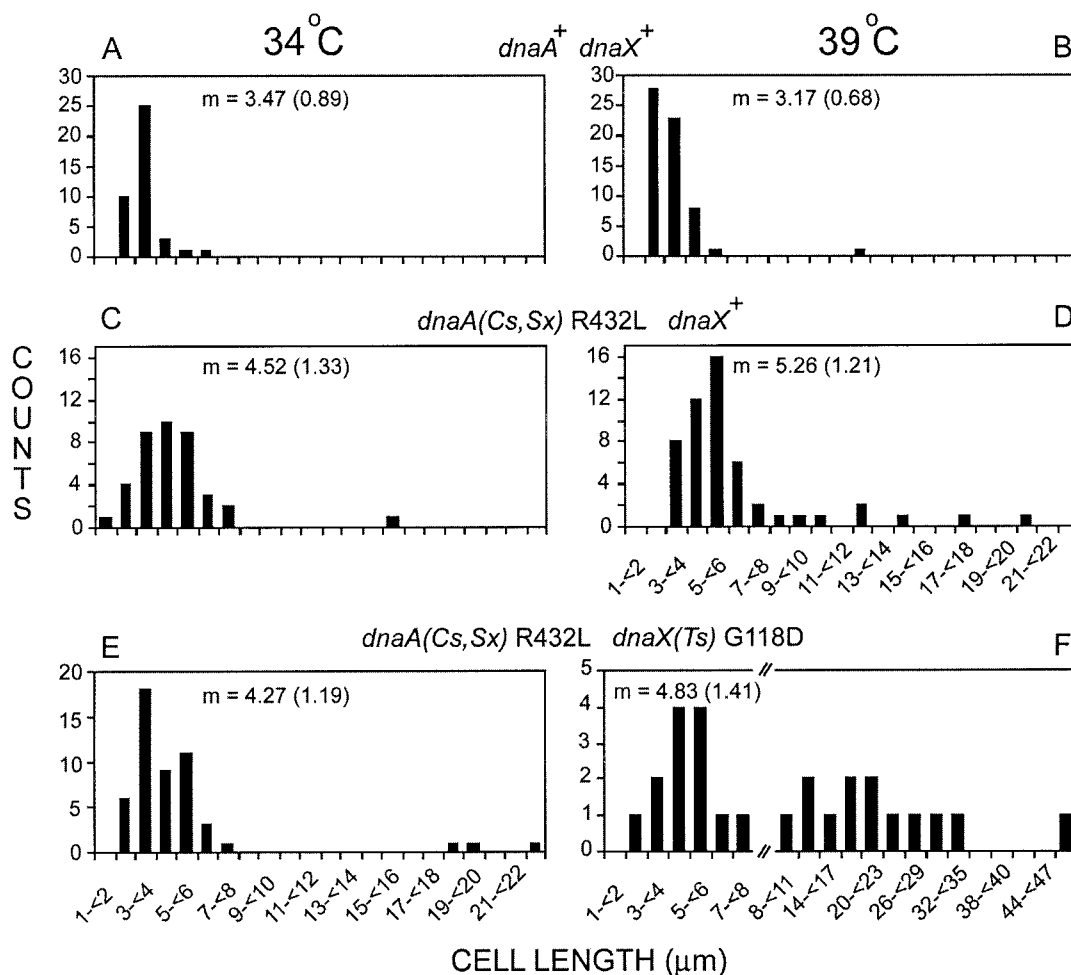 A 34°C dnaA+ dnaX+ 39°C B
30
25
20
15
10
5
0
m = 3.47 (0.89)
30
25
20
15
10
5
0
m = 3.17 (0.68)
C dnaA(Cs,Sx) R432L dnaX+ D
COUNTS
16
12
8
4
0
m = 4.52 (1.33)
16
12
8
4
0
m = 5.26 (1.21)
1-<2 3-<4 5-<6 7-<8 9-<10 11-<12 13-<14 15-<16 17-<18 19-<20 21-<22
E dnaA(Cs,Sx) R432L dnaX(Ts) G118D F
20
15
10
5
0
m = 4.27 (1.19)
5
4
3
2
1
0
m = 4.83 (1.41)
//
//
1-<2 3-<4 5-<6 7-<8 9-<10 11-<12 13-<14 15-<16 17-<18 19-<20 21-<22
1-<2 3-<4 5-<6 7-<8 8-<11 14-<17 20-<23 26-<29 32-<35 38-<40 44-<47
CELL LENGTH (μm)